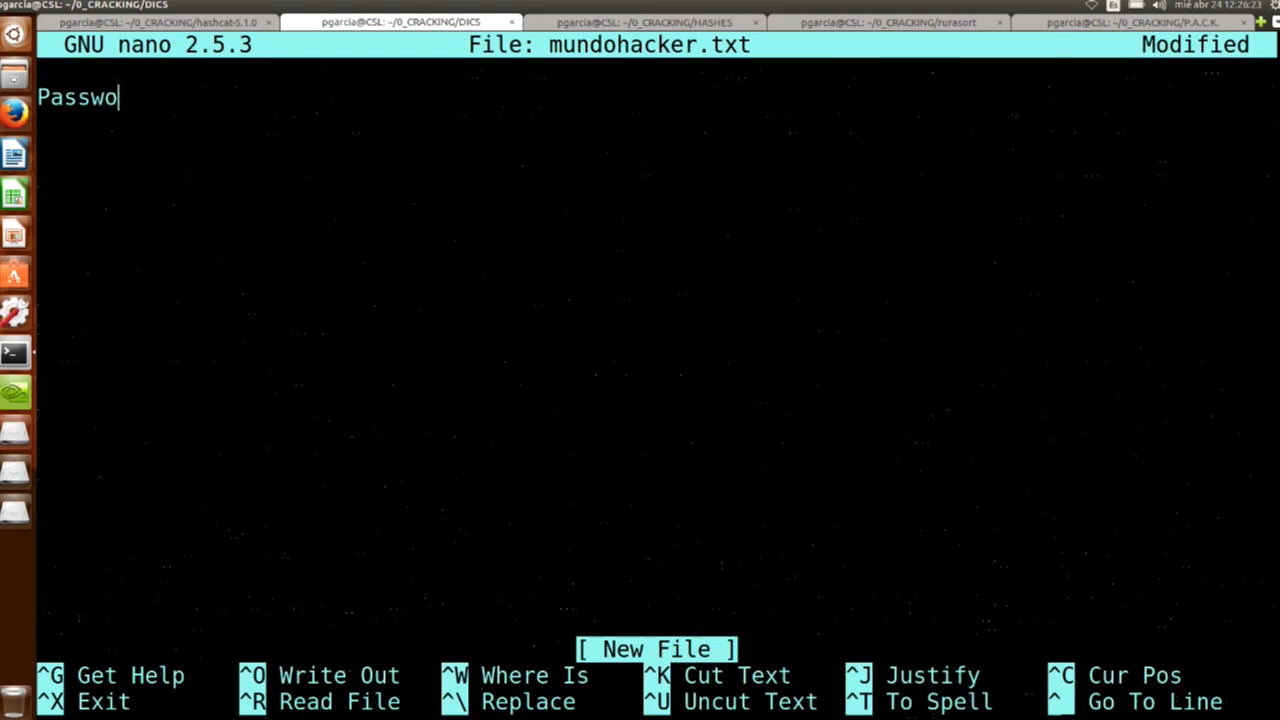 pgarcia@CSL: ~/0_CRACKING/DICS
Es
mié abr 24 12:26:23
pgarcia@CSL: ~/0_CRACKING/hashcat-5.1.0 ×
pgarcia@CSL: ~/0_CRACKING/DICS ×
pgarcia@CSL: ~/0_CRACKING/HASHES ×
pgarcia@CSL: ~/0_CRACKING/rurasort ×
pgarcia@CSL: ~/0_CRACKING/P.A.C.K. ×
GNU nano 2.5.3 File: mundohacker.txt Modified
Passwo
[ New File ]
^G Get Help ^O Write Out ^W Where Is ^K Cut Text ^J Justify ^C Cur Pos
^X Exit ^R Read File ^\ Replace ^U Uncut Text ^T To Spell ^_ Go To Line